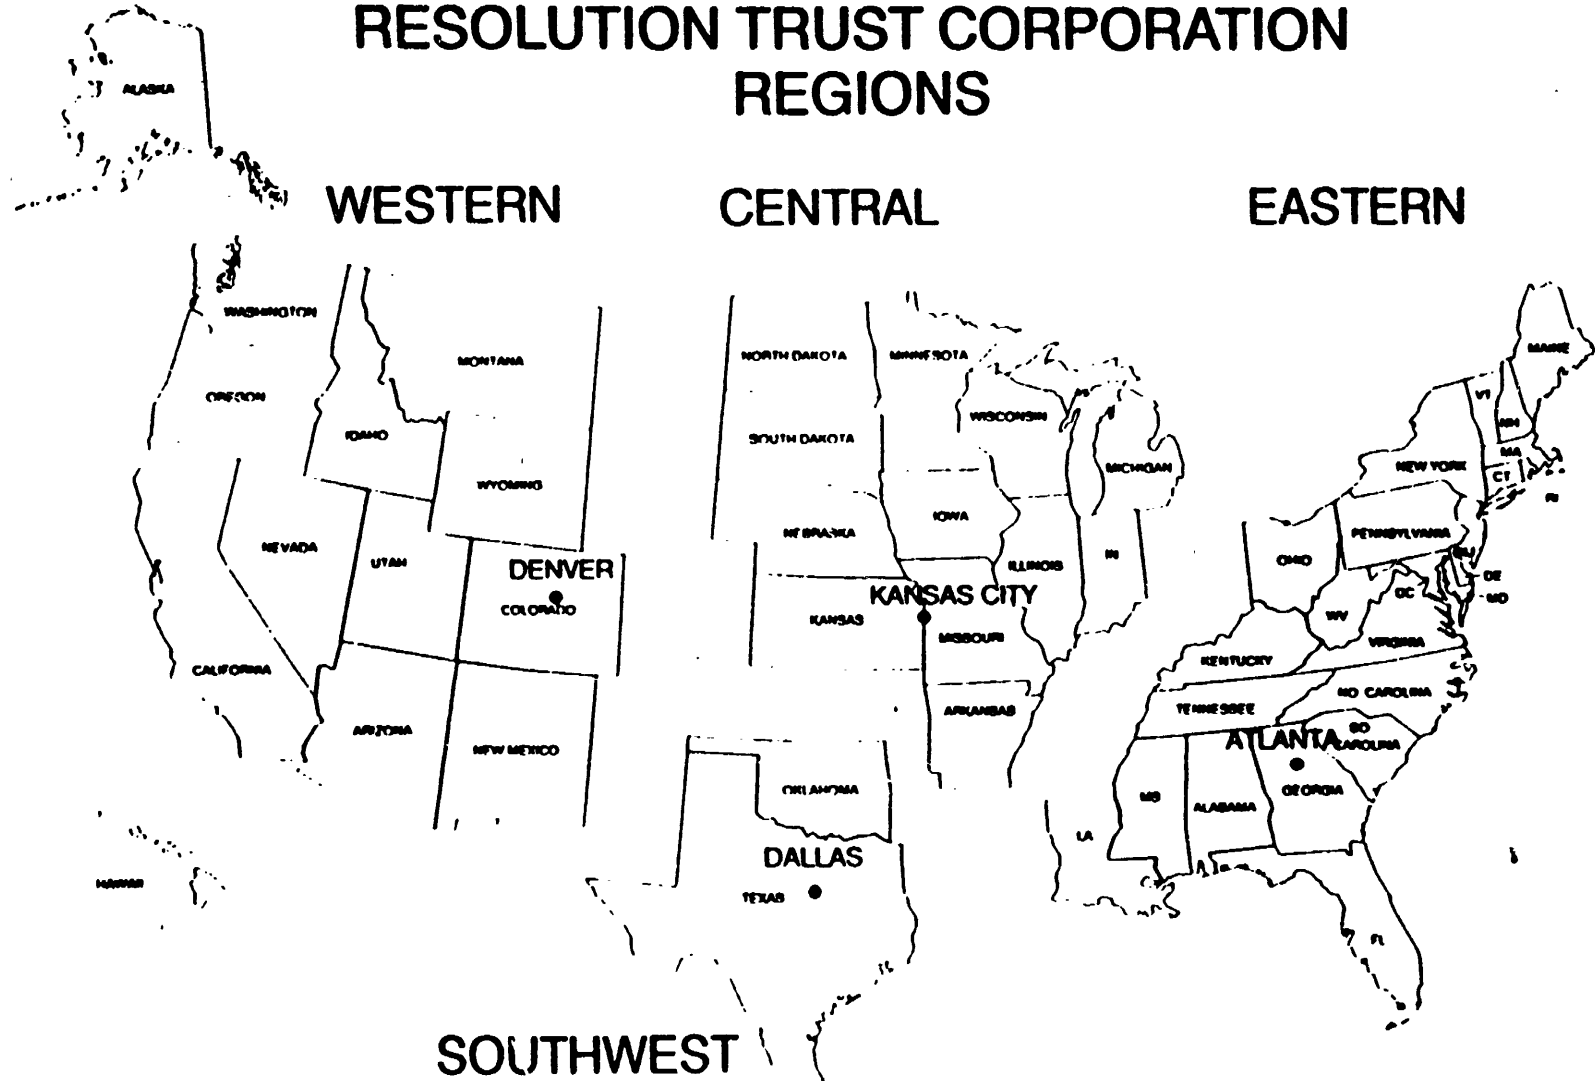 RESOLUTION TRUST CORPORATION
REGIONS
ALASKA
WESTERN
CENTRAL
EASTERN
WASHINGTON
MONTANA
OREGON
IDAHO
WYOMING
NEVADA
UTAH
DENVER
COLORADO
CALIFORNIA
ARIZONA
NEW MEXICO
HAWAII
NORTH DAKOTA
MINNESOTA
SOUTH DAKOTA
WISCONSIN
MICHIGAN
NEBRASKA
IOWA
ILLINOIS
IN
KANSAS CITY
KANSAS
MISSOURI
ARKANSAS
OKLAHOMA
DALLAS
TEXAS
SOUTHWEST
MAINE
VT
NH
MA
NEW YORK
CT
RI
PENNSYLVANIA
NJ
OHIO
DE
DC
MD
WV
VIRGINIA
KENTUCKY
NO CAROLINA
TENNESSEE
SO
CAROLINA
ATLANTA
MS
ALABAMA
GEORGIA
LA
FL